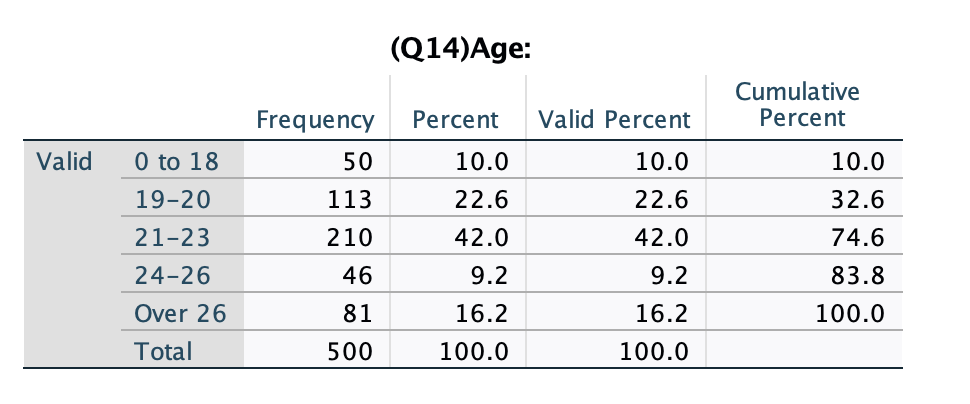 (Q14)Age:
Frequency Percent Valid Percent Cumulative Percent
Valid 0 to 18 50 10.0 10.0 10.0
19-20 113 22.6 22.6 32.6
21-23 210 42.0 42.0 74.6
24-26 46 9.2 9.2 83.8
Over 26 81 16.2 16.2 100.0
Total 500 100.0 100.0